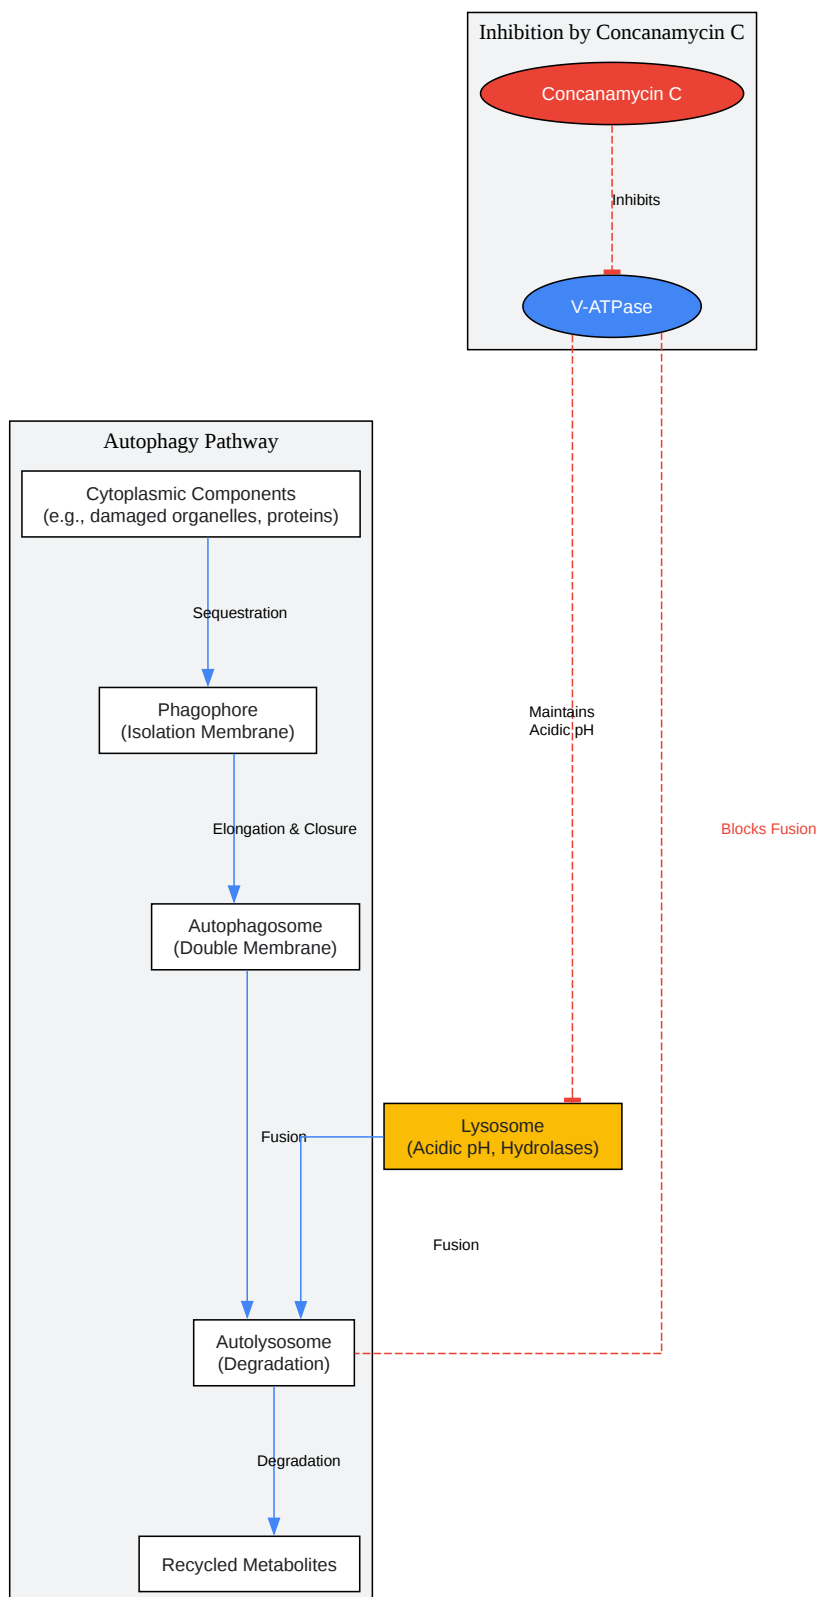 Inhibition by Concanamycin C
Concanamycin C
Inhibits
V-ATPase
Autophagy Pathway
Cytoplasmic Components
(e.g., damaged organelles, proteins)
Sequestration
Phagophore
(Isolation Membrane)
Maintains
Acidic pH
Elongation & Closure
Blocks Fusion
Autophagosome
(Double Membrane)
Fusion
Lysosome
(Acidic pH, Hydrolases)
Fusion
Autolysosome
(Degradation)
Degradation
Recycled Metabolites